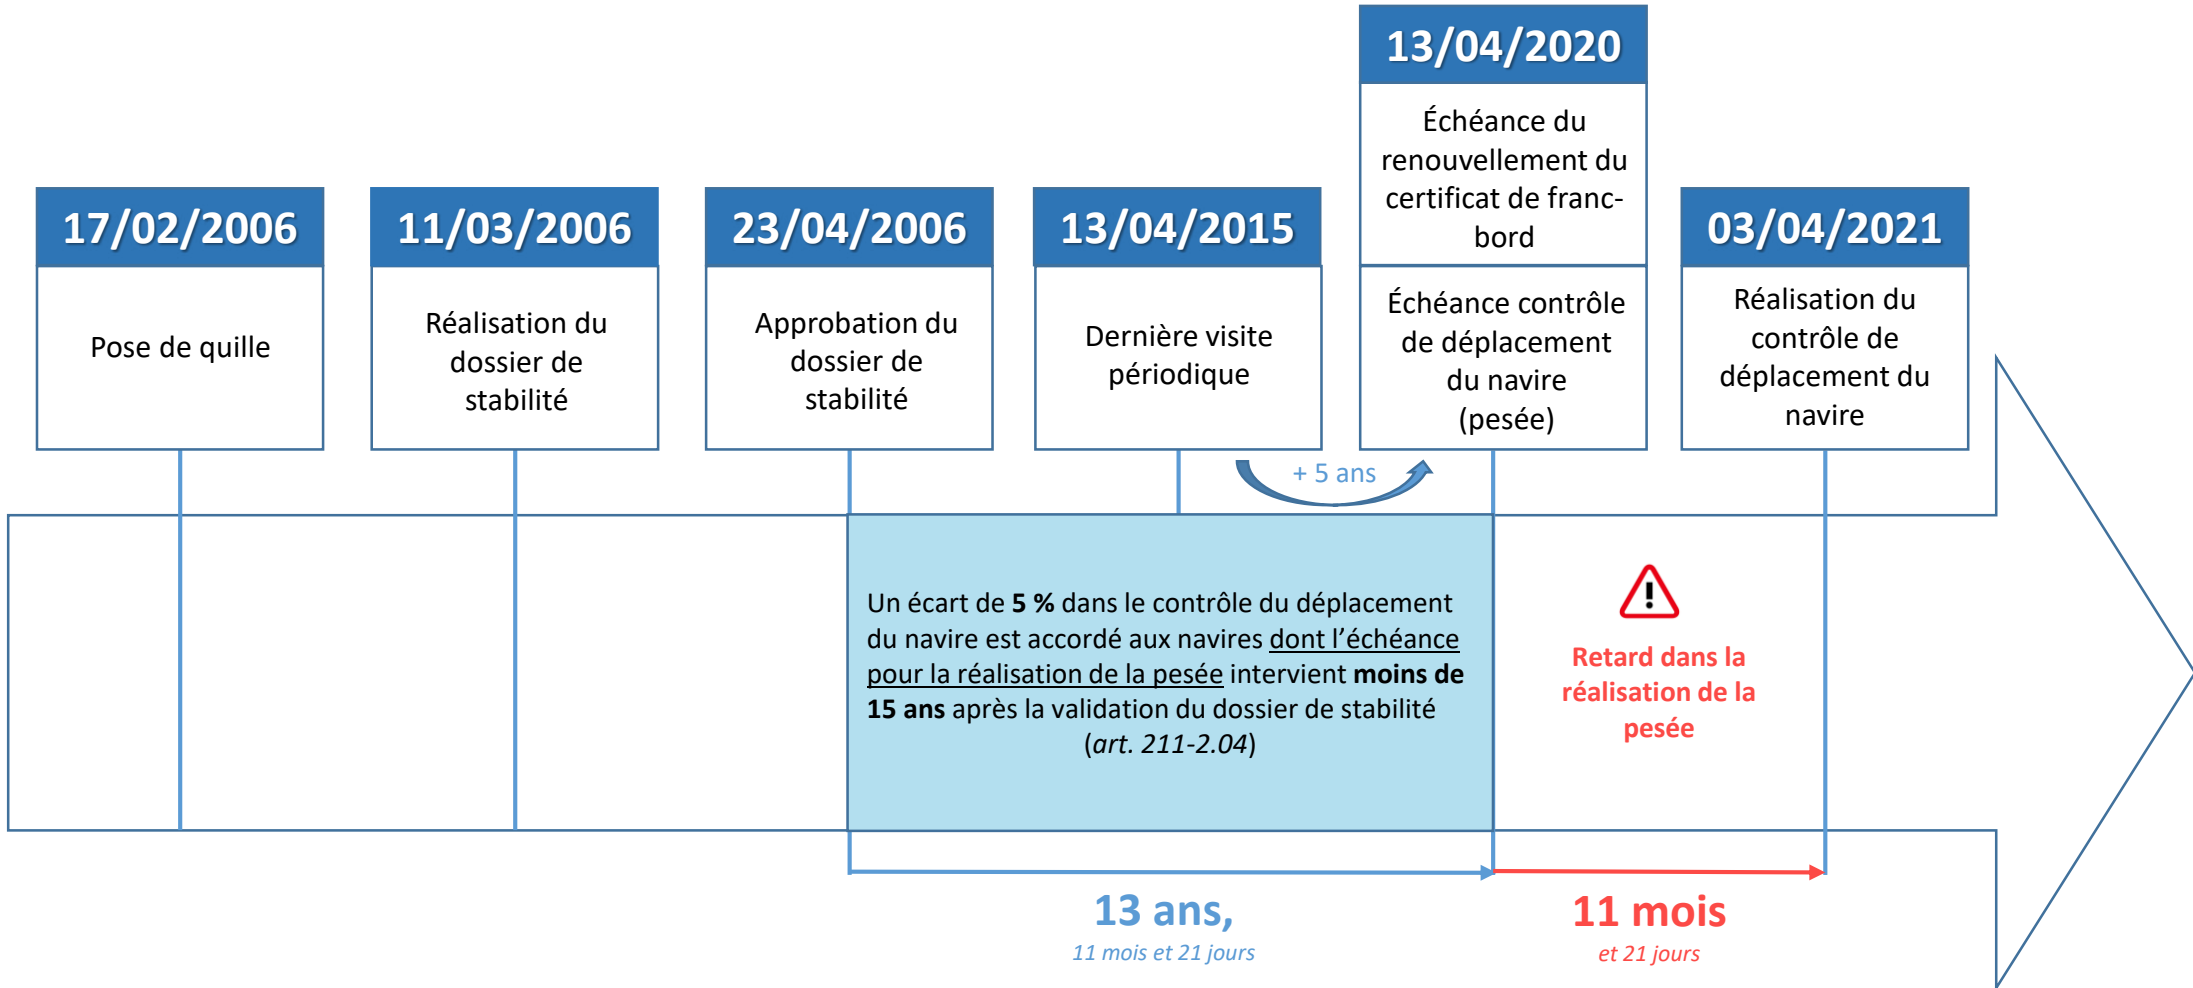 17/02/2006
Pose de quille
11/03/2006
Réalisation du
dossier de
stabilité
23/04/2006
Approbation du
dossier de
stabilité
13/04/2015
Dernière visite
périodique
13/04/2020
Échéance du
renouvellement du
certificat de franc-
bord
Échéance contrôle
de déplacement
du navire
(pesée)
03/04/2021
Réalisation du
contrôle de
déplacement du
navire
+ 5 ans
Un écart de 5 % dans le contrôle du déplacement
du navire est accordé aux navires dont l’échéance
pour la réalisation de la pesée intervient moins de
15 ans après la validation du dossier de stabilité
(art. 211-2.04)
Retard dans la
réalisation de la
pesée
13 ans,
11 mois et 21 jours
11 mois
et 21 jours